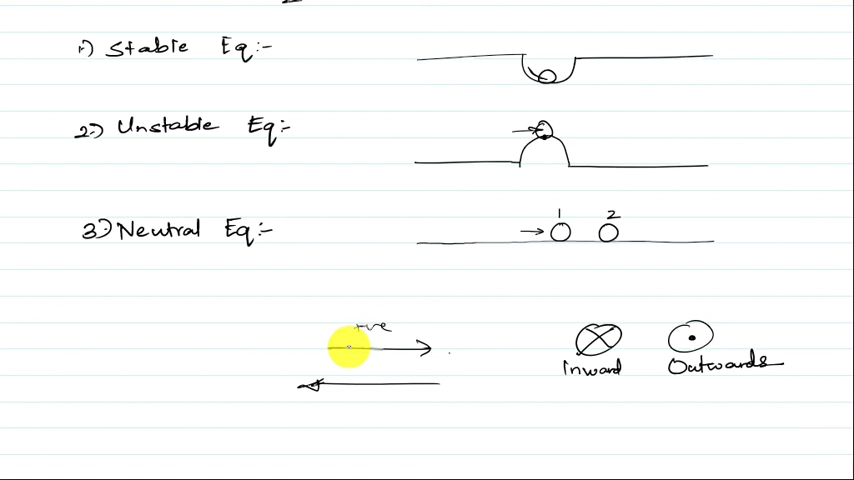 1.) Stable Eq:-
2.) Unstable Eq:-
3.) Neutral Eq:-
1 2
+ve
Inward Outwards